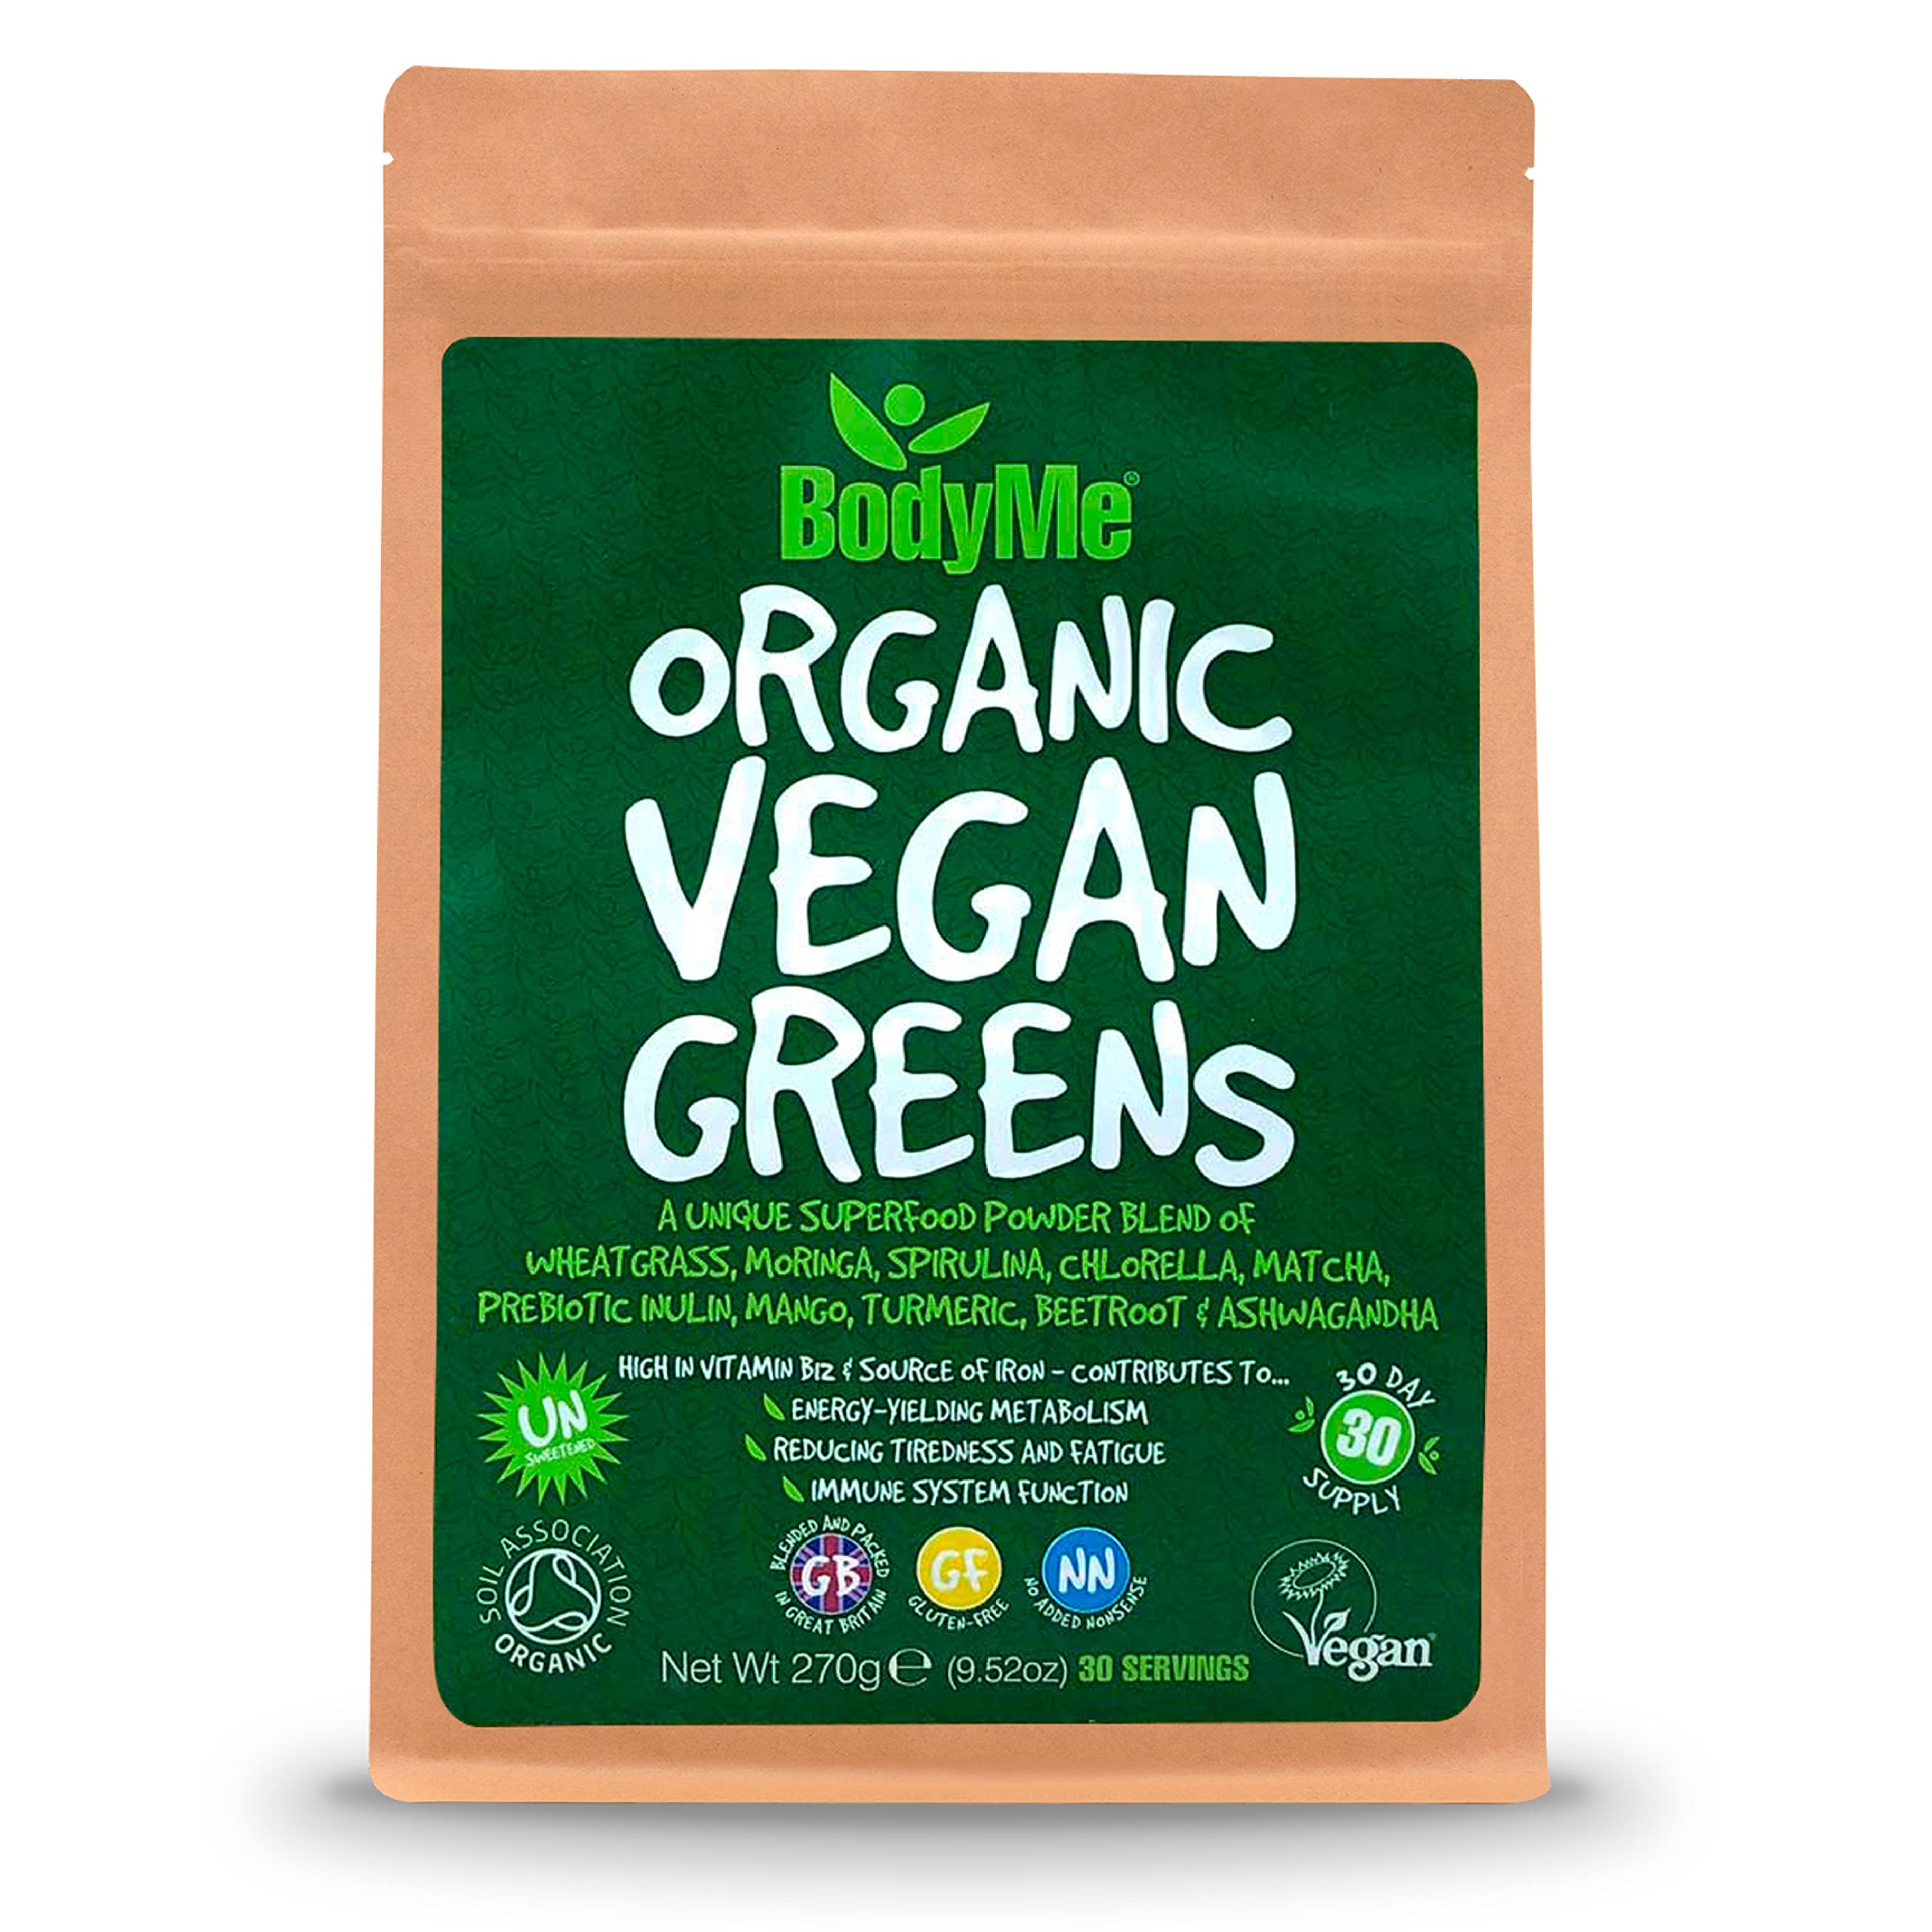 BodyMe®
ORGANIC
VEGAN
GREENS
A UNIQUE SUPERFOOD POWDER BLEND OF
WHEATGRASS, MORINGA, SPIRULINA, CHLORELLA, MATCHA,
PREBIOTIC INULIN, MANGO, TURMERIC, BEETROOT & ASHWAGANDHA
HIGH IN VITAMIN B12 & SOURCE OF IRON – CONTRIBUTES TO...
ENERGY-YIELDING METABOLISM
REDUCING TIREDNESS AND FATIGUE
IMMUNE SYSTEM FUNCTION
UN
SWEETENED
30 DAY
30
SUPPLY
SOIL ASSOCIATION
ORGANIC
BLENDED AND PACKED
GB
IN GREAT BRITAIN
GF
GLUTEN-FREE
NN
NO ADDED NONSENSE
Vegan
Net Wt 270g ℮ (9.52oz) 30 SERVINGS